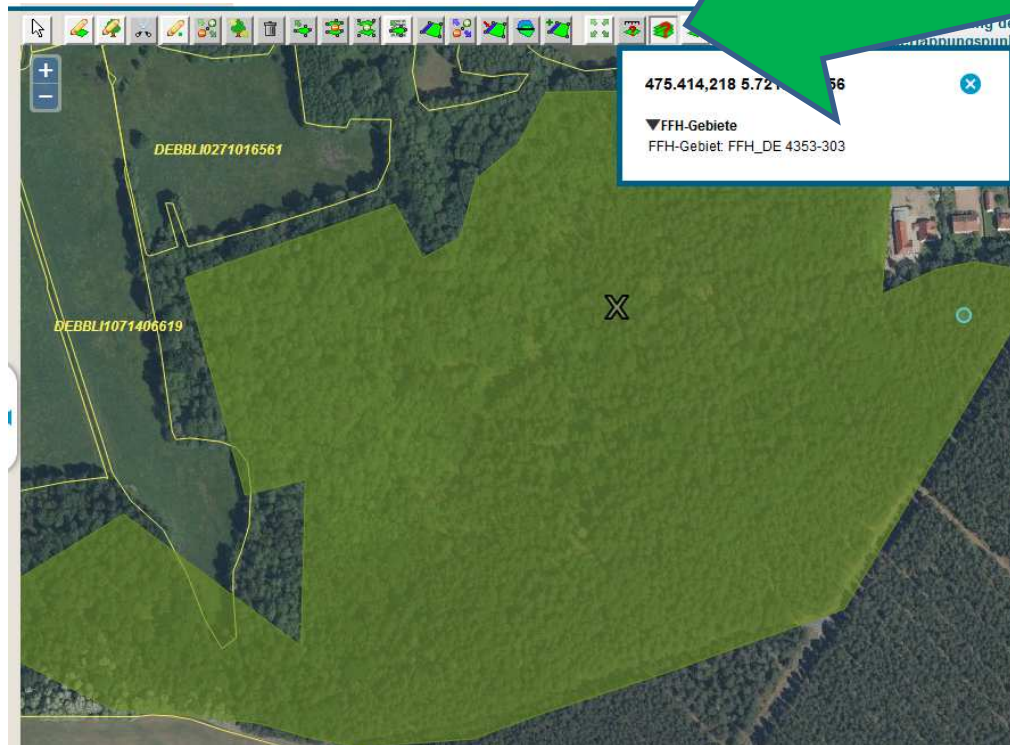 +
−
475.414,218 5.721
56
▼FFH-Gebiete
FFH-Gebiet: FFH_DE 4353-303
DEBBLI0271016561
DEBBLI1071406619
X